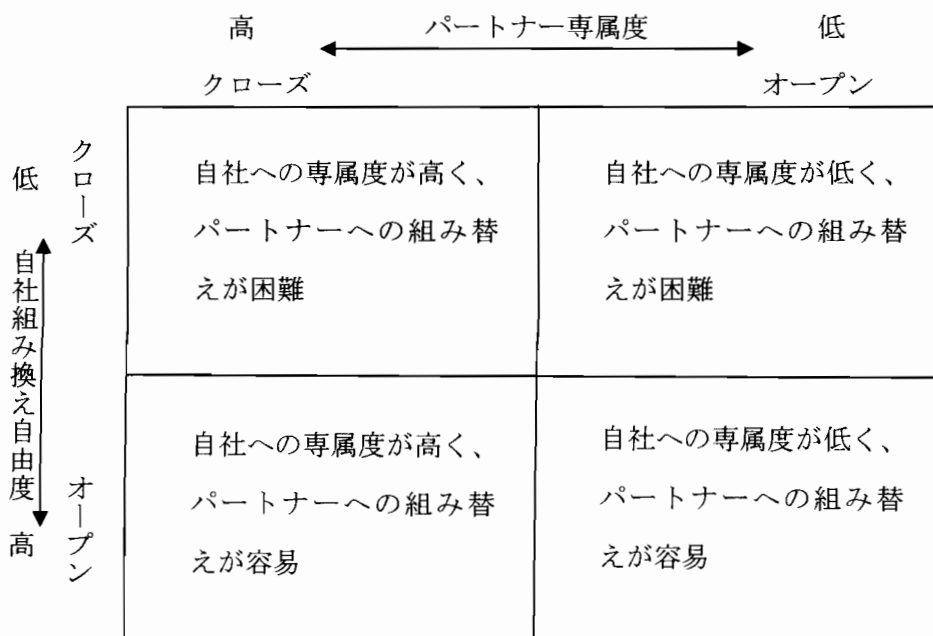 高 パートナー専属度 低
クローズ オープン
低
クローズ
自社組み換え自由度
オープン
高
自社への専属度が高く、
パートナーへの組み替
えが困難
自社への専属度が低く、
パートナーへの組み替
えが困難
自社への専属度が高く、
パートナーへの組み替
えが容易
自社への専属度が低く、
パートナーへの組み替
えが容易